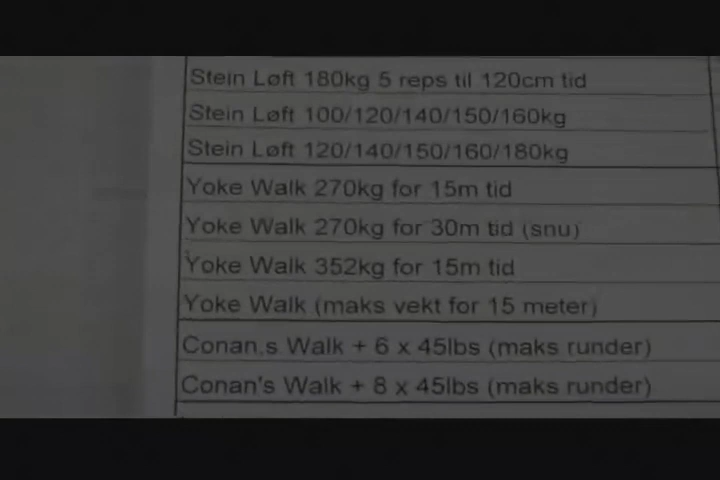 Stein Løft 180kg 5 reps til 120cm tid
Stein Løft 100/120/140/150/160kg
Stein Løft 120/140/150/160/180kg
Yoke Walk 270kg for 15m tid
Yoke Walk 270kg for 30m tid (snu)
Yoke Walk 352kg for 15m tid
Yoke Walk (maks vekt for 15 meter)
Conan,s Walk + 6 x 45lbs (maks runder)
Conan's Walk + 8 x 45lbs (maks runder)